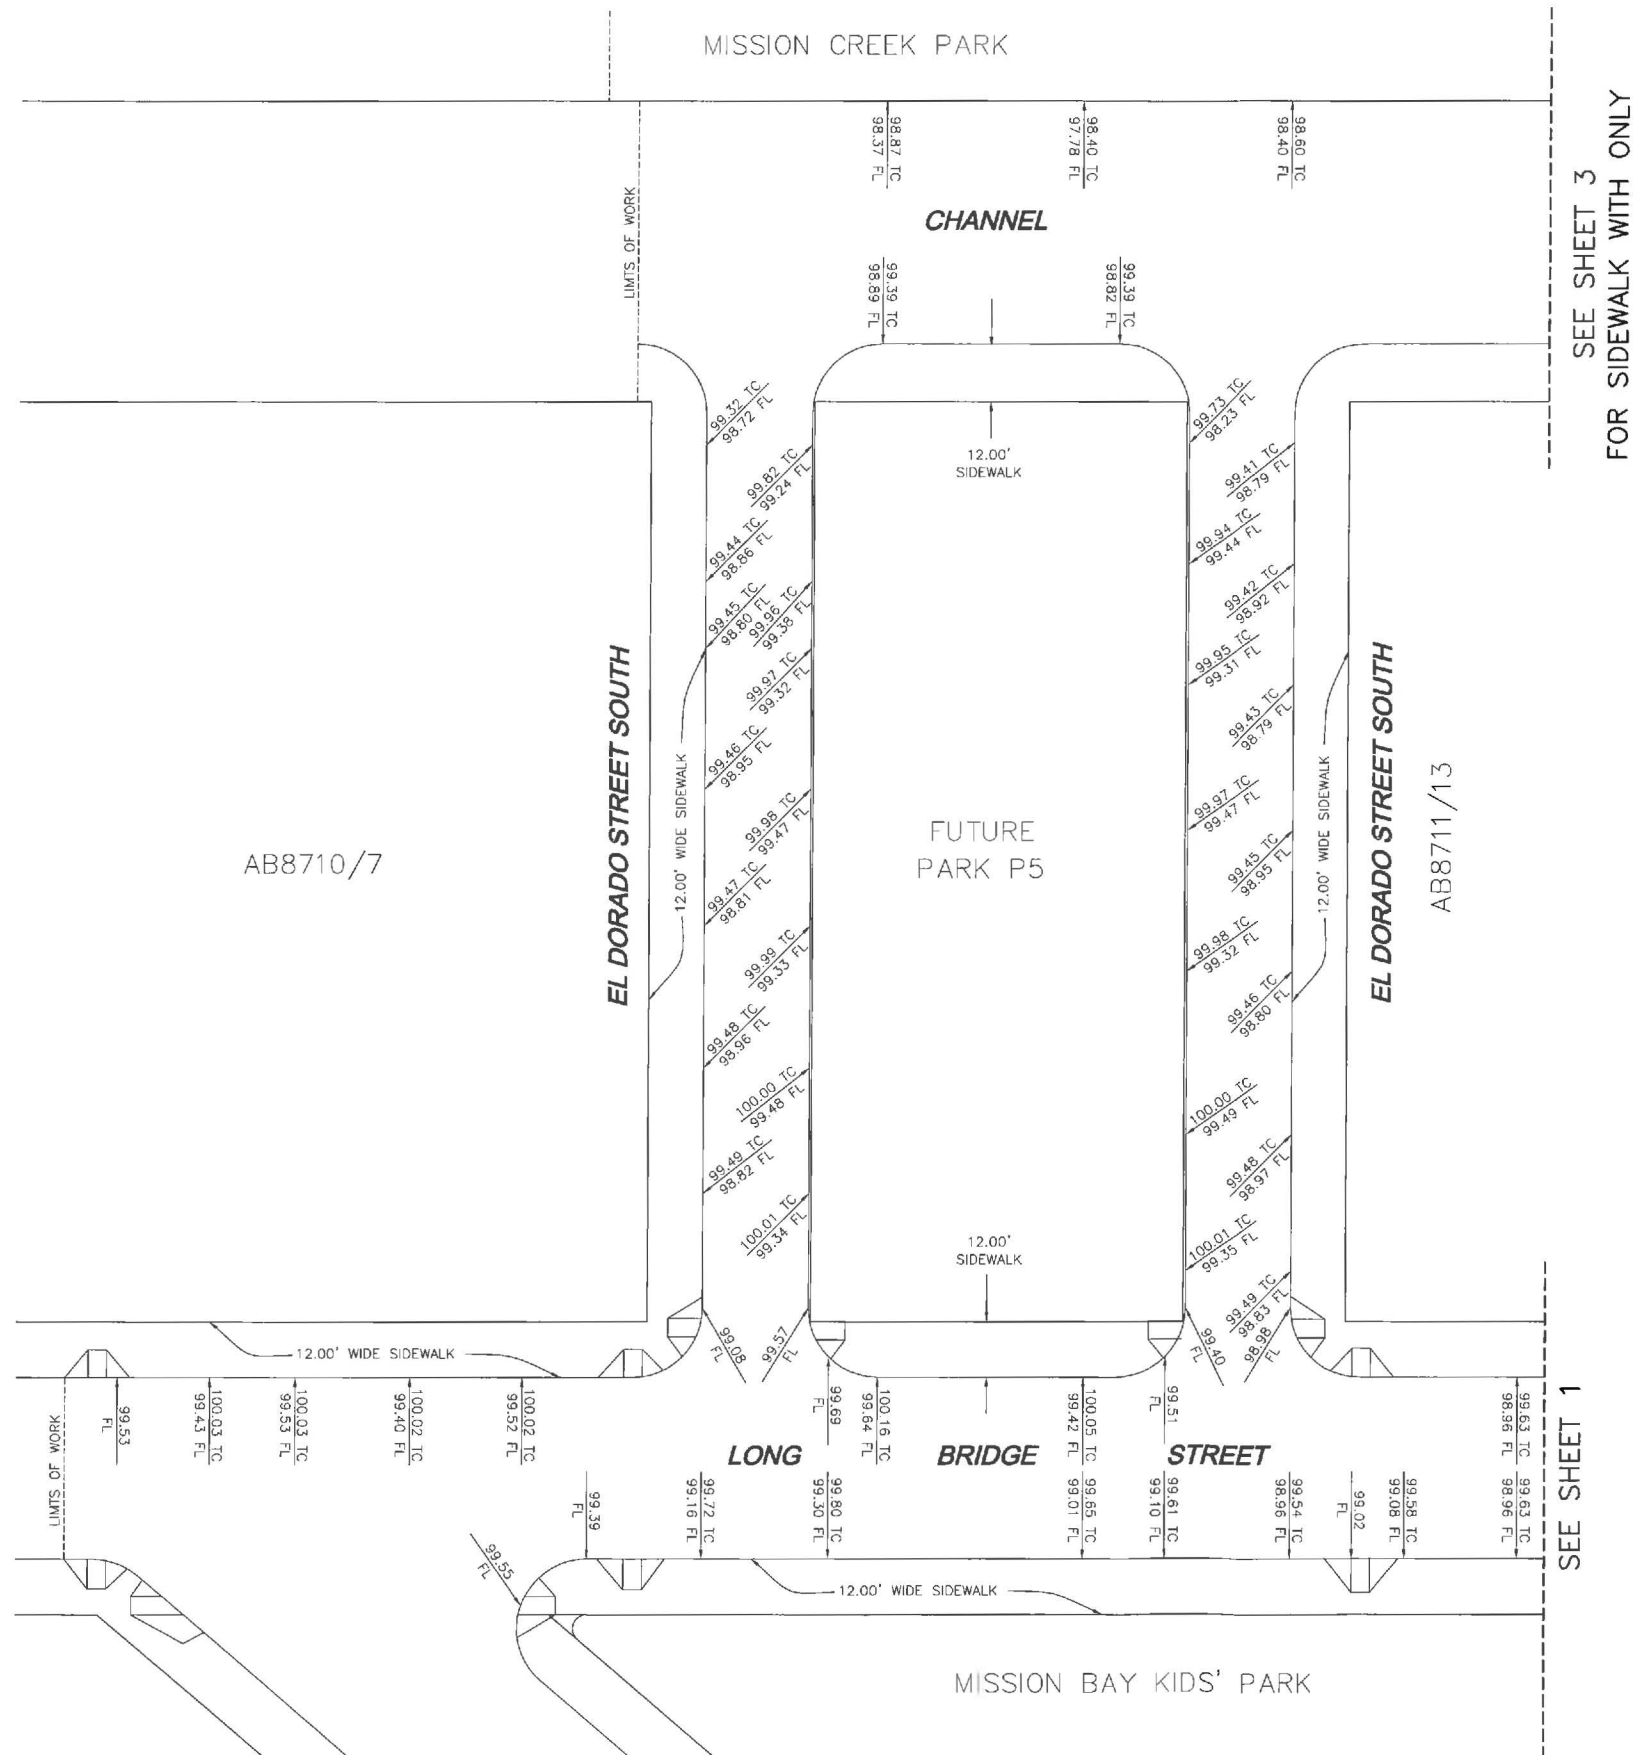 MISSION CREEK PARK
SEE SHEET 3
FOR SIDEWALK WITH ONLY
98.87 TC
98.37 FL
98.40 TC
97.78 FL
98.60 TC
98.40 FL
LIMTS OF WORK
CHANNEL
99.39 TC
98.89 FL
99.39 TC
98.82 FL
99.32 TC
98.72 FL
99.82 TC
99.24 FL
99.44 TC
98.86 FL
99.45 TC
98.80 FL
99.96 TC
99.38 FL
99.97 TC
99.32 FL
99.46 TC
98.95 FL
99.98 TC
99.47 FL
99.47 TC
98.81 FL
99.99 TC
99.33 FL
99.48 TC
98.96 FL
100.00 TC
99.48 FL
99.49 TC
98.82 FL
100.01 TC
99.34 FL
99.08
FL
99.57
FL
12.00'
SIDEWALK
99.73 TC
98.23 FL
99.41 TC
98.79 FL
99.94 TC
99.44 FL
99.42 TC
98.92 FL
99.95 TC
99.31 FL
99.43 TC
98.79 FL
99.97 TC
99.47 FL
99.45 TC
98.95 FL
99.98 TC
99.32 FL
99.46 TC
98.80 FL
100.00 TC
99.49 FL
99.48 TC
98.97 FL
100.01 TC
99.35 FL
99.49 TC
98.83 FL
99.40
FL
98.98
FL
EL DORADO STREET SOUTH
12.00' WIDE SIDEWALK
AB8710/7
FUTURE
PARK P5
12.00' WIDE SIDEWALK
EL DORADO STREET SOUTH
AB8711/13
12.00'
SIDEWALK
12.00' WIDE SIDEWALK
LIMTS OF WORK
99.53
FL
100.03 TC
99.43 FL
100.03 TC
99.53 FL
100.02 TC
99.40 FL
100.02 TC
99.52 FL
99.69
FL
100.16 TC
99.64 FL
100.05 TC
99.42 FL
99.51
FL
99.63 TC
98.96 FL
LONG BRIDGE STREET
99.39
FL
99.72 TC
99.16 FL
99.80 TC
99.30 FL
99.65 TC
99.01 FL
99.61 TC
99.10 FL
99.54 TC
98.96 FL
99.02
FL
99.58 TC
99.08 FL
99.63 TC
98.96 FL
SEE SHEET 1
99.55
FL
12.00' WIDE SIDEWALK
MISSION BAY KIDS' PARK